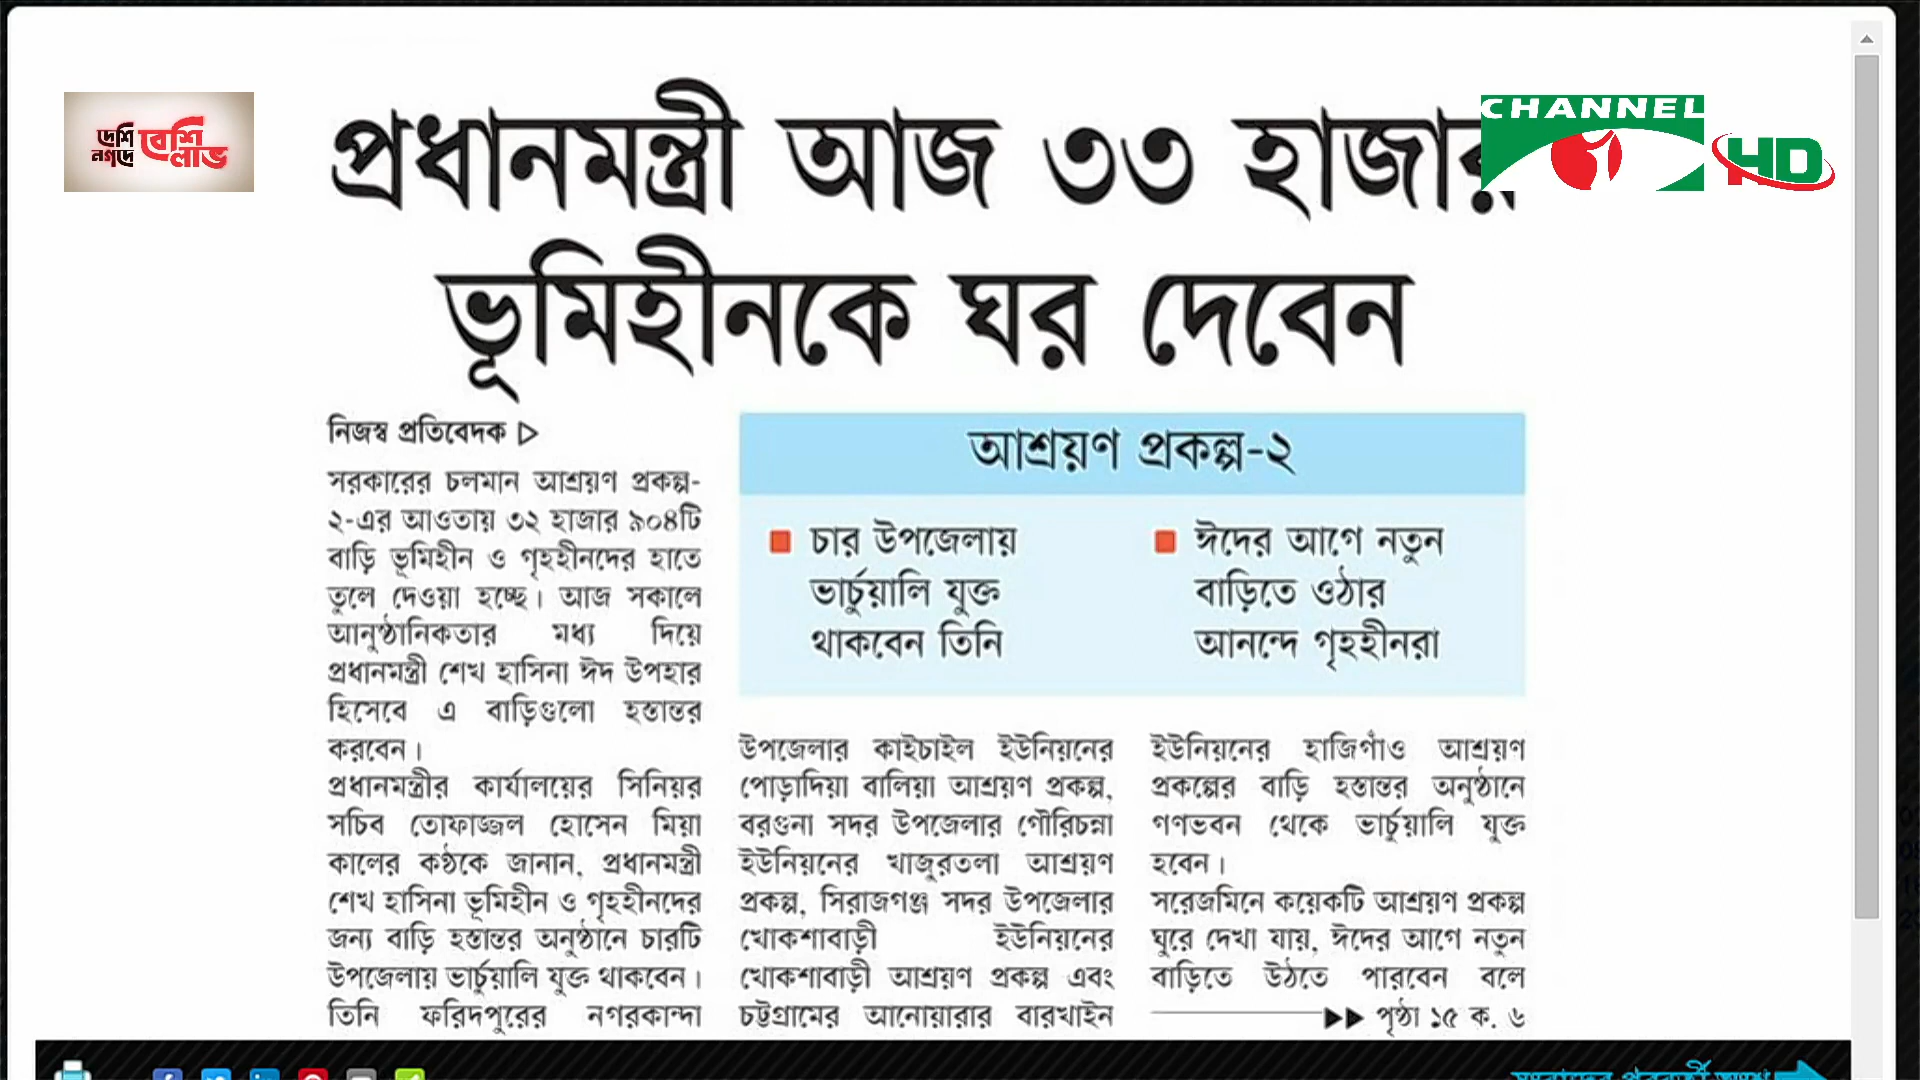 দেশি বেশি
নগদে লাভ
CHANNEL
HD
প্রধানমন্ত্রী আজ ৩৩ হাজার
ভূমিহীনকে ঘর দেবেন
নিজস্ব প্রতিবেদক
সরকারের চলমান আশ্রয়ণ প্রকল্প-
২-এর আওতায় ৩২ হাজার ৯০৪টি
বাড়ি ভূমিহীন ও গৃহহীনদের হাতে
তুলে দেওয়া হচ্ছে। আজ সকালে
আনুষ্ঠানিকতার মধ্য দিয়ে
প্রধানমন্ত্রী শেখ হাসিনা ঈদ উপহার
হিসেবে এ বাড়িগুলো হস্তান্তর
করবেন।
প্রধানমন্ত্রীর কার্যালয়ের সিনিয়র
সচিব তোফাজ্জল হোসেন মিয়া
কালের কণ্ঠকে জানান, প্রধানমন্ত্রী
শেখ হাসিনা ভূমিহীন ও গৃহহীনদের
জন্য বাড়ি হস্তান্তর অনুষ্ঠানে চারটি
উপজেলায় ভার্চুয়ালি যুক্ত থাকবেন।
তিনি ফরিদপুরের নগরকান্দা
আশ্রয়ণ প্রকল্প-২
চার উপজেলায়
ভার্চুয়ালি যুক্ত
থাকবেন তিনি
ঈদের আগে নতুন
বাড়িতে ওঠার
আনন্দে গৃহহীনরা
উপজেলার কাইচাইল ইউনিয়নের
পোড়াদিয়া বালিয়া আশ্রয়ণ প্রকল্প,
বরগুনা সদর উপজেলার গৌরিচন্না
ইউনিয়নের খাজুরতলা আশ্রয়ণ
প্রকল্প, সিরাজগঞ্জ সদর উপজেলার
খোকশাবাড়ী ইউনিয়নের
খোকশাবাড়ী আশ্রয়ণ প্রকল্প এবং
চট্টগ্রামের আনোয়ারার বারখাইন
ইউনিয়নের হাজিগাঁও আশ্রয়ণ
প্রকল্পের বাড়ি হস্তান্তর অনুষ্ঠানে
গণভবন থেকে ভার্চুয়ালি যুক্ত
হবেন।
সরেজমিনে কয়েকটি আশ্রয়ণ প্রকল্প
ঘুরে দেখা যায়, ঈদের আগে নতুন
বাড়িতে উঠতে পারবেন বলে
পৃষ্ঠা ১৫ ক. ৬